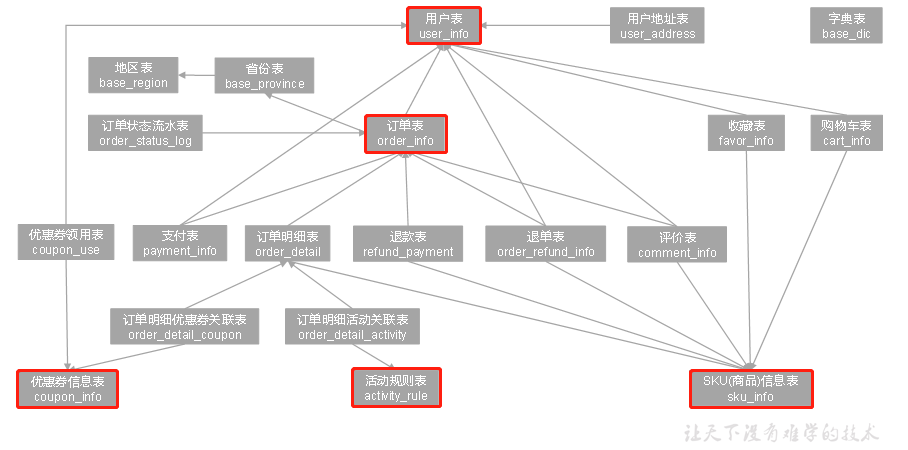 用户表
user_info
用户地址表
user_address
字典表
base_dic
地区表
base_region
省份表
base_province
订单状态流水表
order_status_log
订单表
order_info
收藏表
favor_info
购物车表
cart_info
优惠券领用表
coupon_use
支付表
payment_info
订单明细表
order_detail
退款表
refund_payment
退单表
order_refund_info
评价表
comment_info
订单明细优惠券关联表
order_detail_coupon
订单明细活动关联表
order_detail_activity
优惠券信息表
coupon_info
活动规则表
activity_rule
SKU(商品)信息表
sku_info
让天下没有难学的技术